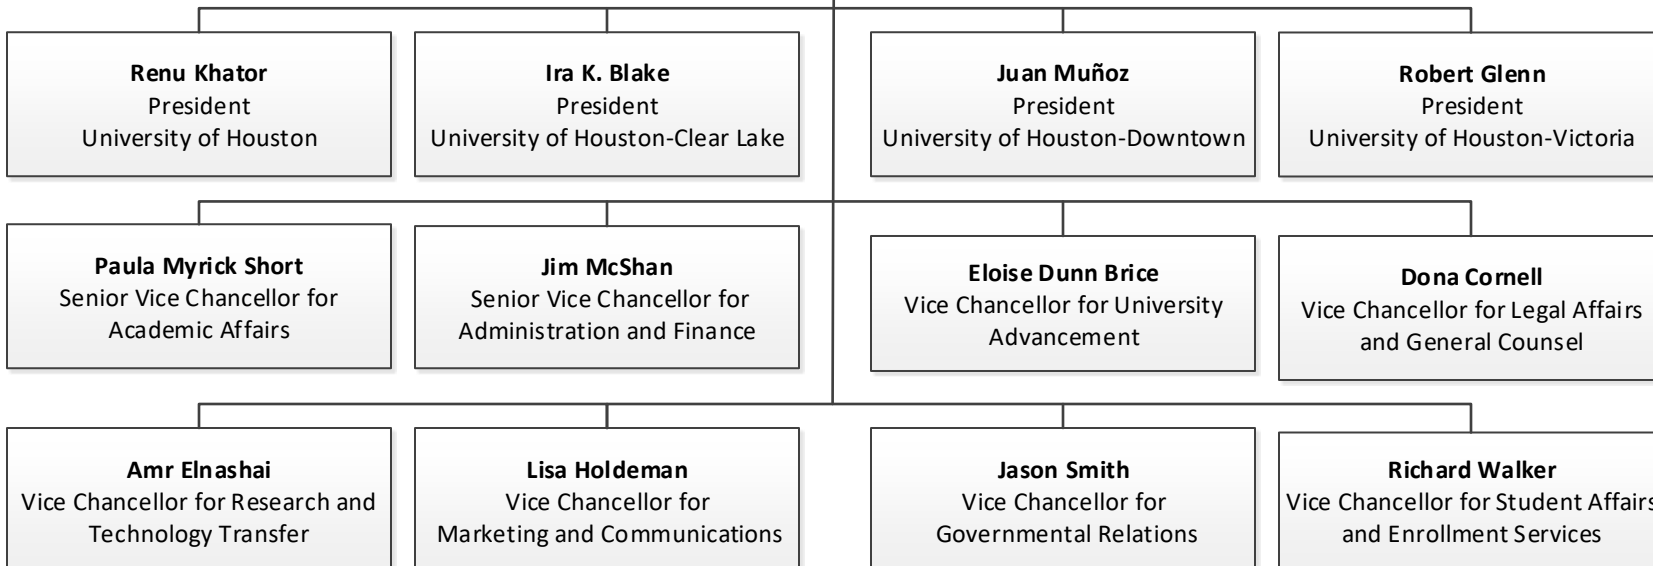 Renu Khator
President
University of Houston
Ira K. Blake
President
University of Houston-Clear Lake
Juan Muñoz
President
University of Houston-Downtown
Robert Glenn
President
University of Houston-Victoria
Paula Myrick Short
Senior Vice Chancellor for
Academic Affairs
Jim McShan
Senior Vice Chancellor for
Administration and Finance
Eloise Dunn Brice
Vice Chancellor for University
Advancement
Dona Cornell
Vice Chancellor for Legal Affairs
and General Counsel
Amr Elnashai
Vice Chancellor for Research and
Technology Transfer
Lisa Holdeman
Vice Chancellor for
Marketing and Communications
Jason Smith
Vice Chancellor for
Governmental Relations
Richard Walker
Vice Chancellor for Student Affairs
and Enrollment Services